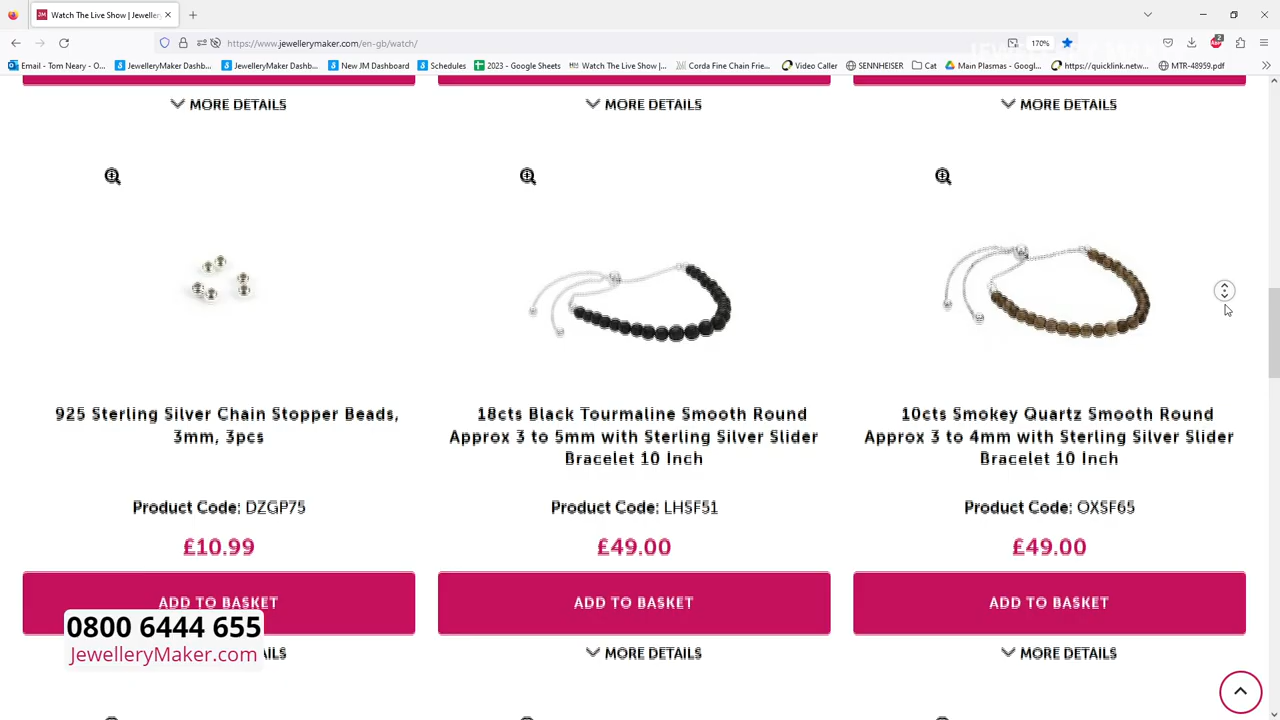 Watch The Live Show | Jeweller
https://www.jewellerymaker.com/en-gb/watch/
170%
2
Email - Tom Neary - O...
JewelleryMaker Dashb...
JewelleryMaker Dashb...
New JM Dashboard
Schedules
2023 - Google Sheets
Watch The Live Show |...
Corda Fine Chain Frie...
Video Caller
SENNHEISER
Cat
Main Plasmas - Googl...
https://quicklink.netw...
MTR-48959.pdf
MORE DETAILS
MORE DETAILS
MORE DETAILS
925 Sterling Silver Chain Stopper Beads,
3mm, 3pcs
Product Code: DZGP75
£10.99
ADD TO BASKET
18cts Black Tourmaline Smooth Round
Approx 3 to 5mm with Sterling Silver Slider
Bracelet 10 Inch
Product Code: LHSF51
£49.00
ADD TO BASKET
MORE DETAILS
10cts Smokey Quartz Smooth Round
Approx 3 to 4mm with Sterling Silver Slider
Bracelet 10 Inch
Product Code: OXSF65
£49.00
ADD TO BASKET
MORE DETAILS
0800 6444 655
JewelleryMaker.com